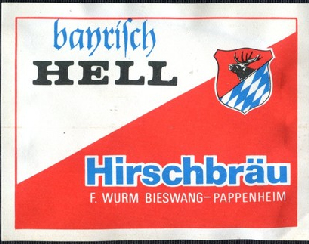 bayrisch
HELL
Hirschbräu
F. WURM BIESWANG-PAPPENHEIM